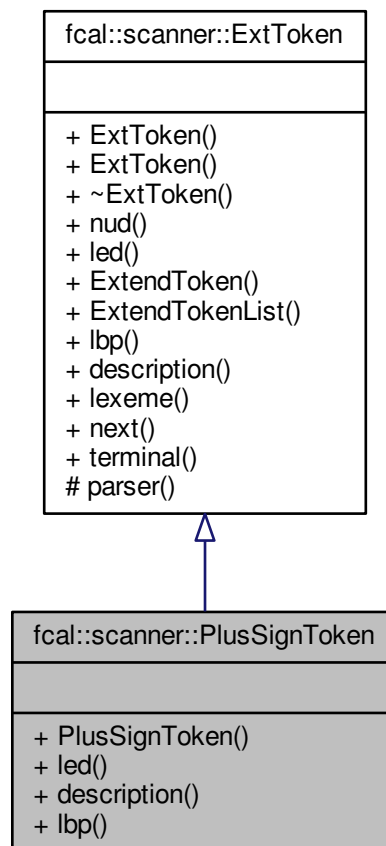 fcal::scanner::ExtToken
+ ExtToken()
+ ExtToken()
+ ~ExtToken()
+ nud()
+ led()
+ ExtendToken()
+ ExtendTokenList()
+ lbp()
+ description()
+ lexeme()
+ next()
+ terminal()
# parser()
fcal::scanner::PlusSignToken
+ PlusSignToken()
+ led()
+ description()
+ lbp()